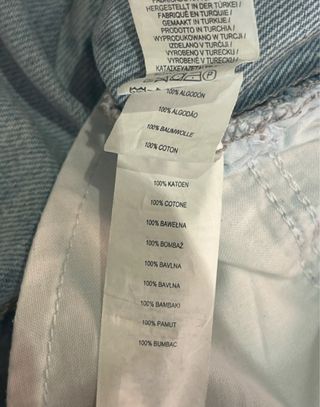 HERGESTELLT IN DER TÜRKEI /
FABRIQUÉ EN TURQUIE /
GEMAAKT IN TURKIJE /
PRODOTTO IN TURCHIA /
WYPRODUKOWANO W TURCJI /
IZDELANO V TURČIJI /
VYROBENO V TURECKU /
VYROBENÉ V TURECKU /
100% ALGODÓN
100% ALGODÃO
100% BAUMWOLLE
100% COTON
100% KATOEN
100% COTONE
100% BAWEŁNA
100% BOMBAŽ
100% BAVLNA
100% BAVLNA
100% BAMBAKI
100% PAMUT
100% BUMBAC